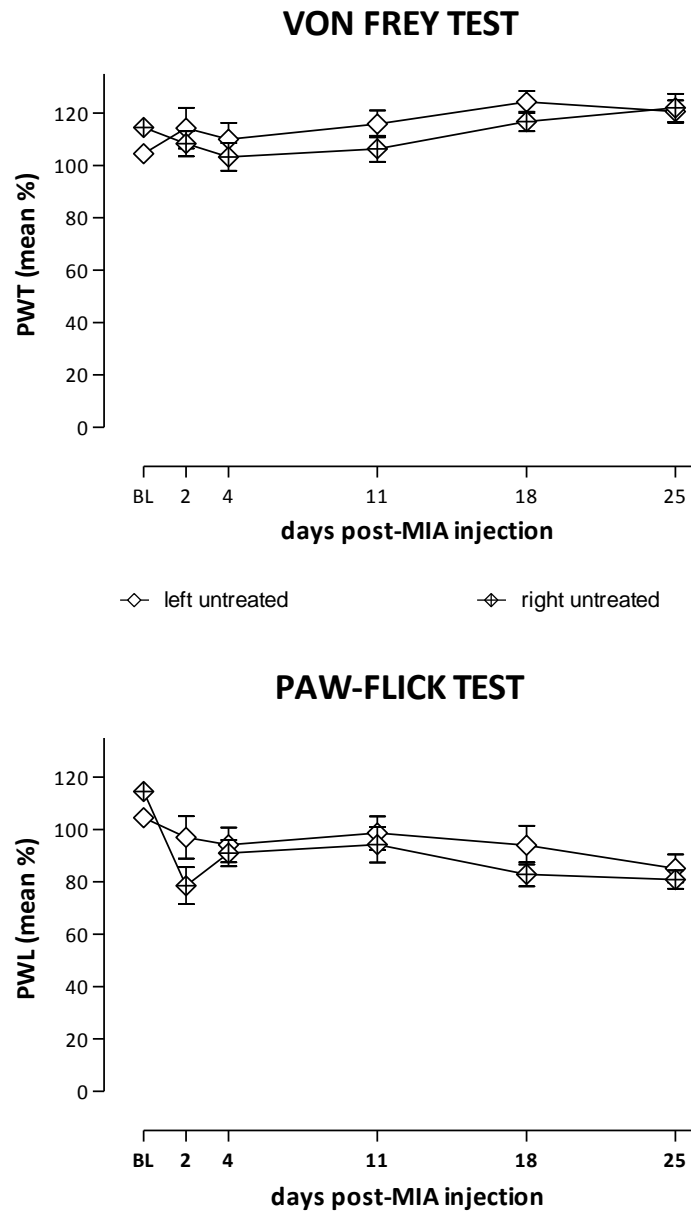 VON FREY TEST
PWT (mean %)
120
100
80
60
40
20
0
BL 2 4 11 18 25
days post-MIA injection
left untreated right untreated
PAW-FLICK TEST
PWL (mean %)
120
100
80
60
40
20
0
BL 2 4 11 18 25
days post-MIA injection